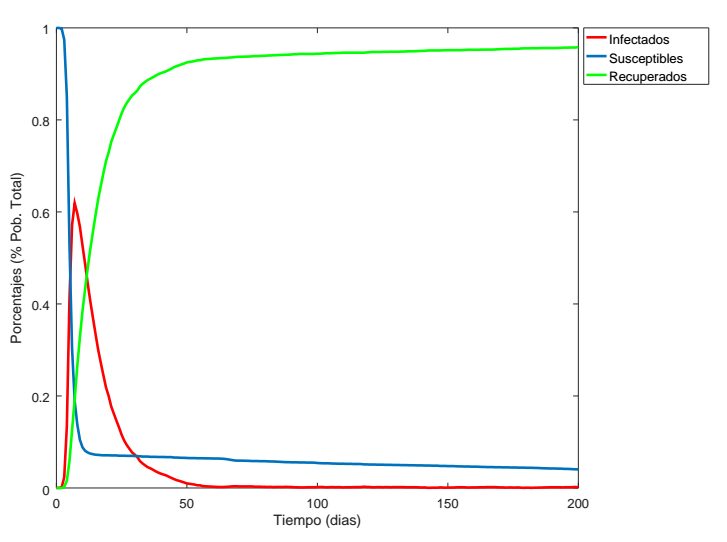 1
0.8
0.6
0.4
0.2
0
0 50 100 150 200
Porcentajes (% Pob. Total)
Tiempo (dias)
Infectados
Susceptibles
Recuperados